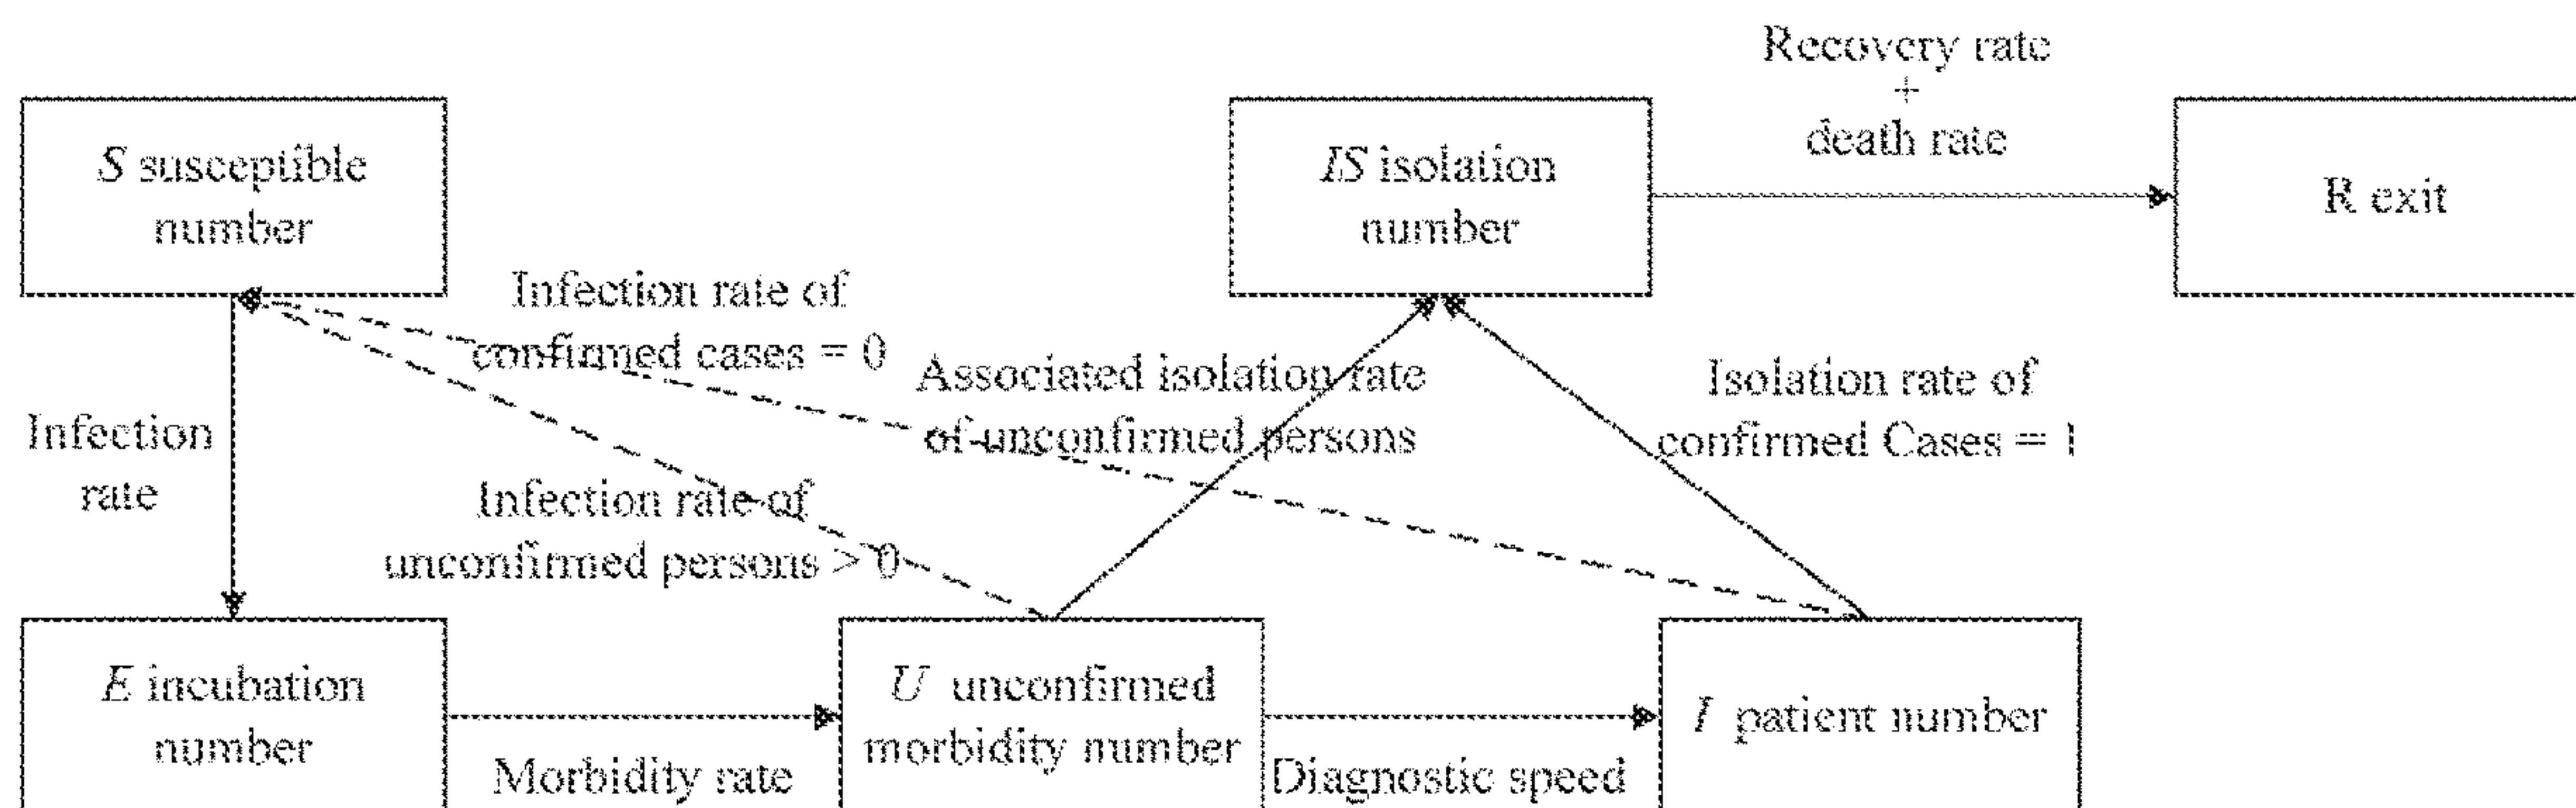 Recovery rate
+
death rate
S susceptible
number
IS isolation
number
R exit
Infection rate of
confirmed cases = 0
Associated isolation rate
of unconfirmed persons
Isolation rate of
confirmed Cases = 1
Infection
rate
Infection rate of
unconfirmed persons > 0
E incubation
number
U unconfirmed
morbidity number
I patient number
Morbidity rate
Diagnostic speed